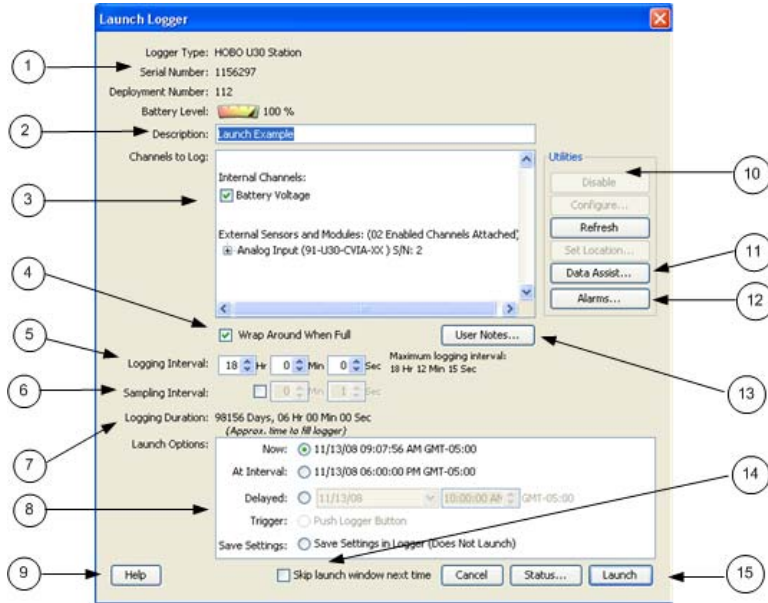 Launch Logger
Logger Type: HOBO U30 Station
1
Serial Number: 1156297
Deployment Number: 112
Battery Level: 100 %
2
Description: Launch Example
Channels to Log:
Utilities
Internal Channels:
Battery Voltage
3
External Sensors and Modules: (02 Enabled Channels Attached)
Analog Input (91-U30-CVIA-XX ) S/N: 2
Disable
10
Configure...
Refresh
Set Location...
11
Data Assist...
Alarms...
12
4
Wrap Around When Full
User Notes...
5
Logging Interval: 18 Hr 0 Min 0 Sec
Maximum logging interval:
18 Hr 12 Min 15 Sec
6
Sampling Interval: 0 Mn 1 Sec
13
7
Logging Duration: 98156 Days, 06 Hr 00 Min 00 Sec
(Approx. time to fill logger)
Launch Options:
Now: 11/13/08 09:07:56 AM GMT-05:00
14
At Interval: 11/13/08 06:00:00 PM GMT-05:00
8
Delayed: 11/13/08 10:00:00 AM GMT-05:00
Trigger: Push Logger Button
Save Settings: Save Settings in Logger (Does Not Launch)
9
Help
Skip launch window next time
Cancel
Status...
Launch
15